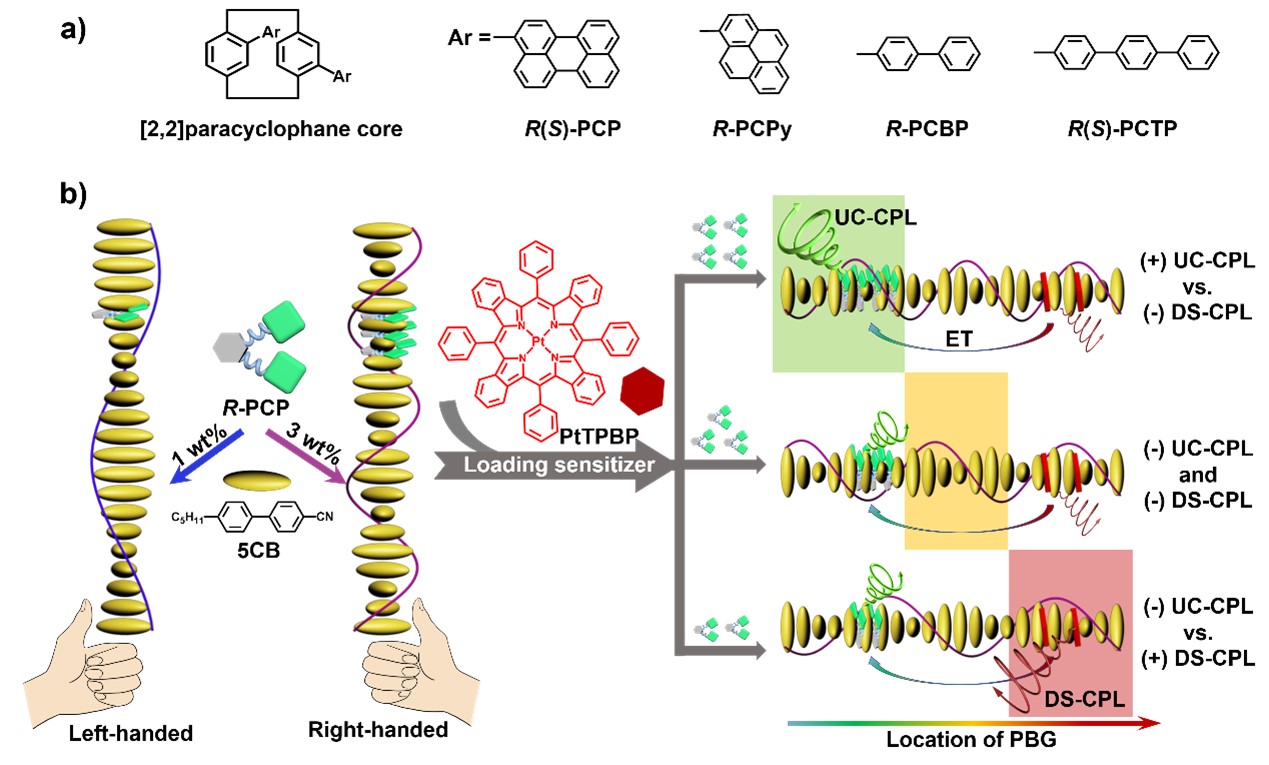 a)
Ar
Ar
Ar =
[2,2]paracyclophane core
R(S)-PCP
R-PCPy
R-PCBP
R(S)-PCTP
b)
R-PCP
1 wt%
3 wt%
C5H11
CN
5CB
Left-handed
Right-handed
N
N
Pt
N
N
PtTPBP
Loading sensitizer
UC-CPL
ET
(+) UC-CPL
vs.
(-) DS-CPL
(-) UC-CPL
and
(-) DS-CPL
(-) UC-CPL
vs.
(+) DS-CPL
DS-CPL
Location of PBG